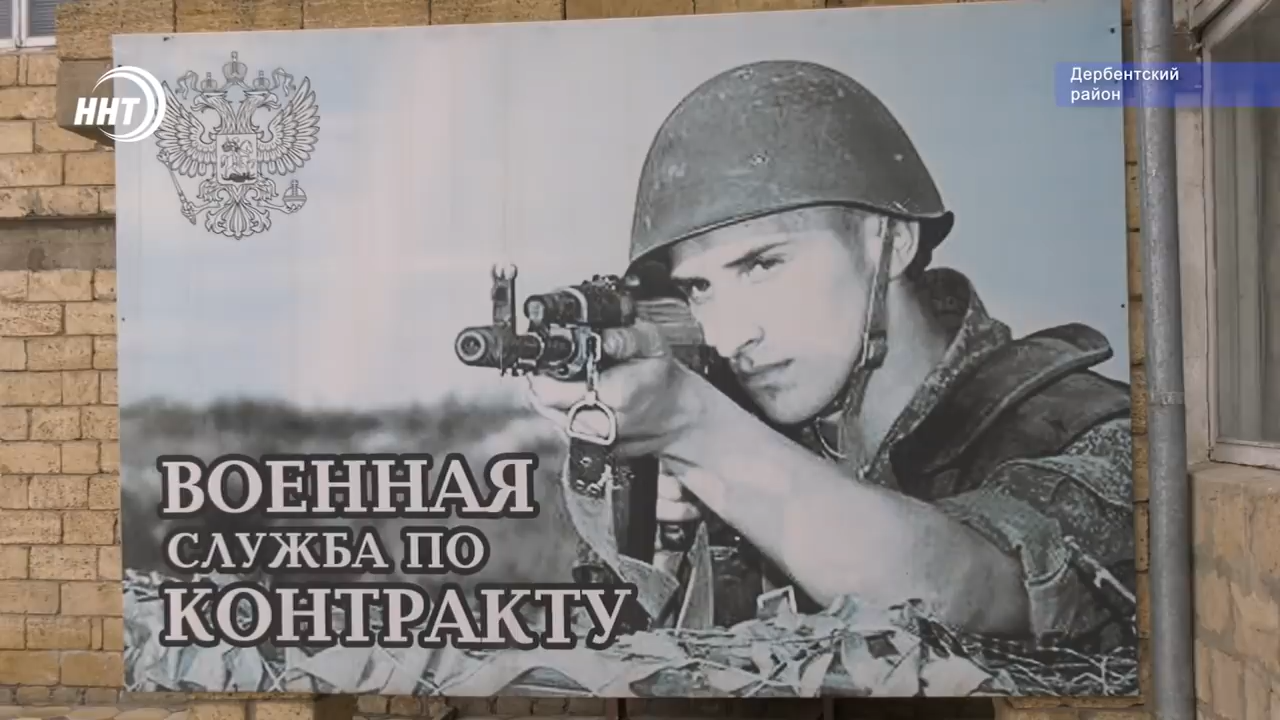 ННТ
Дербентский
район
ВОЕННАЯ
СЛУЖБА ПО
КОНТРАКТУ